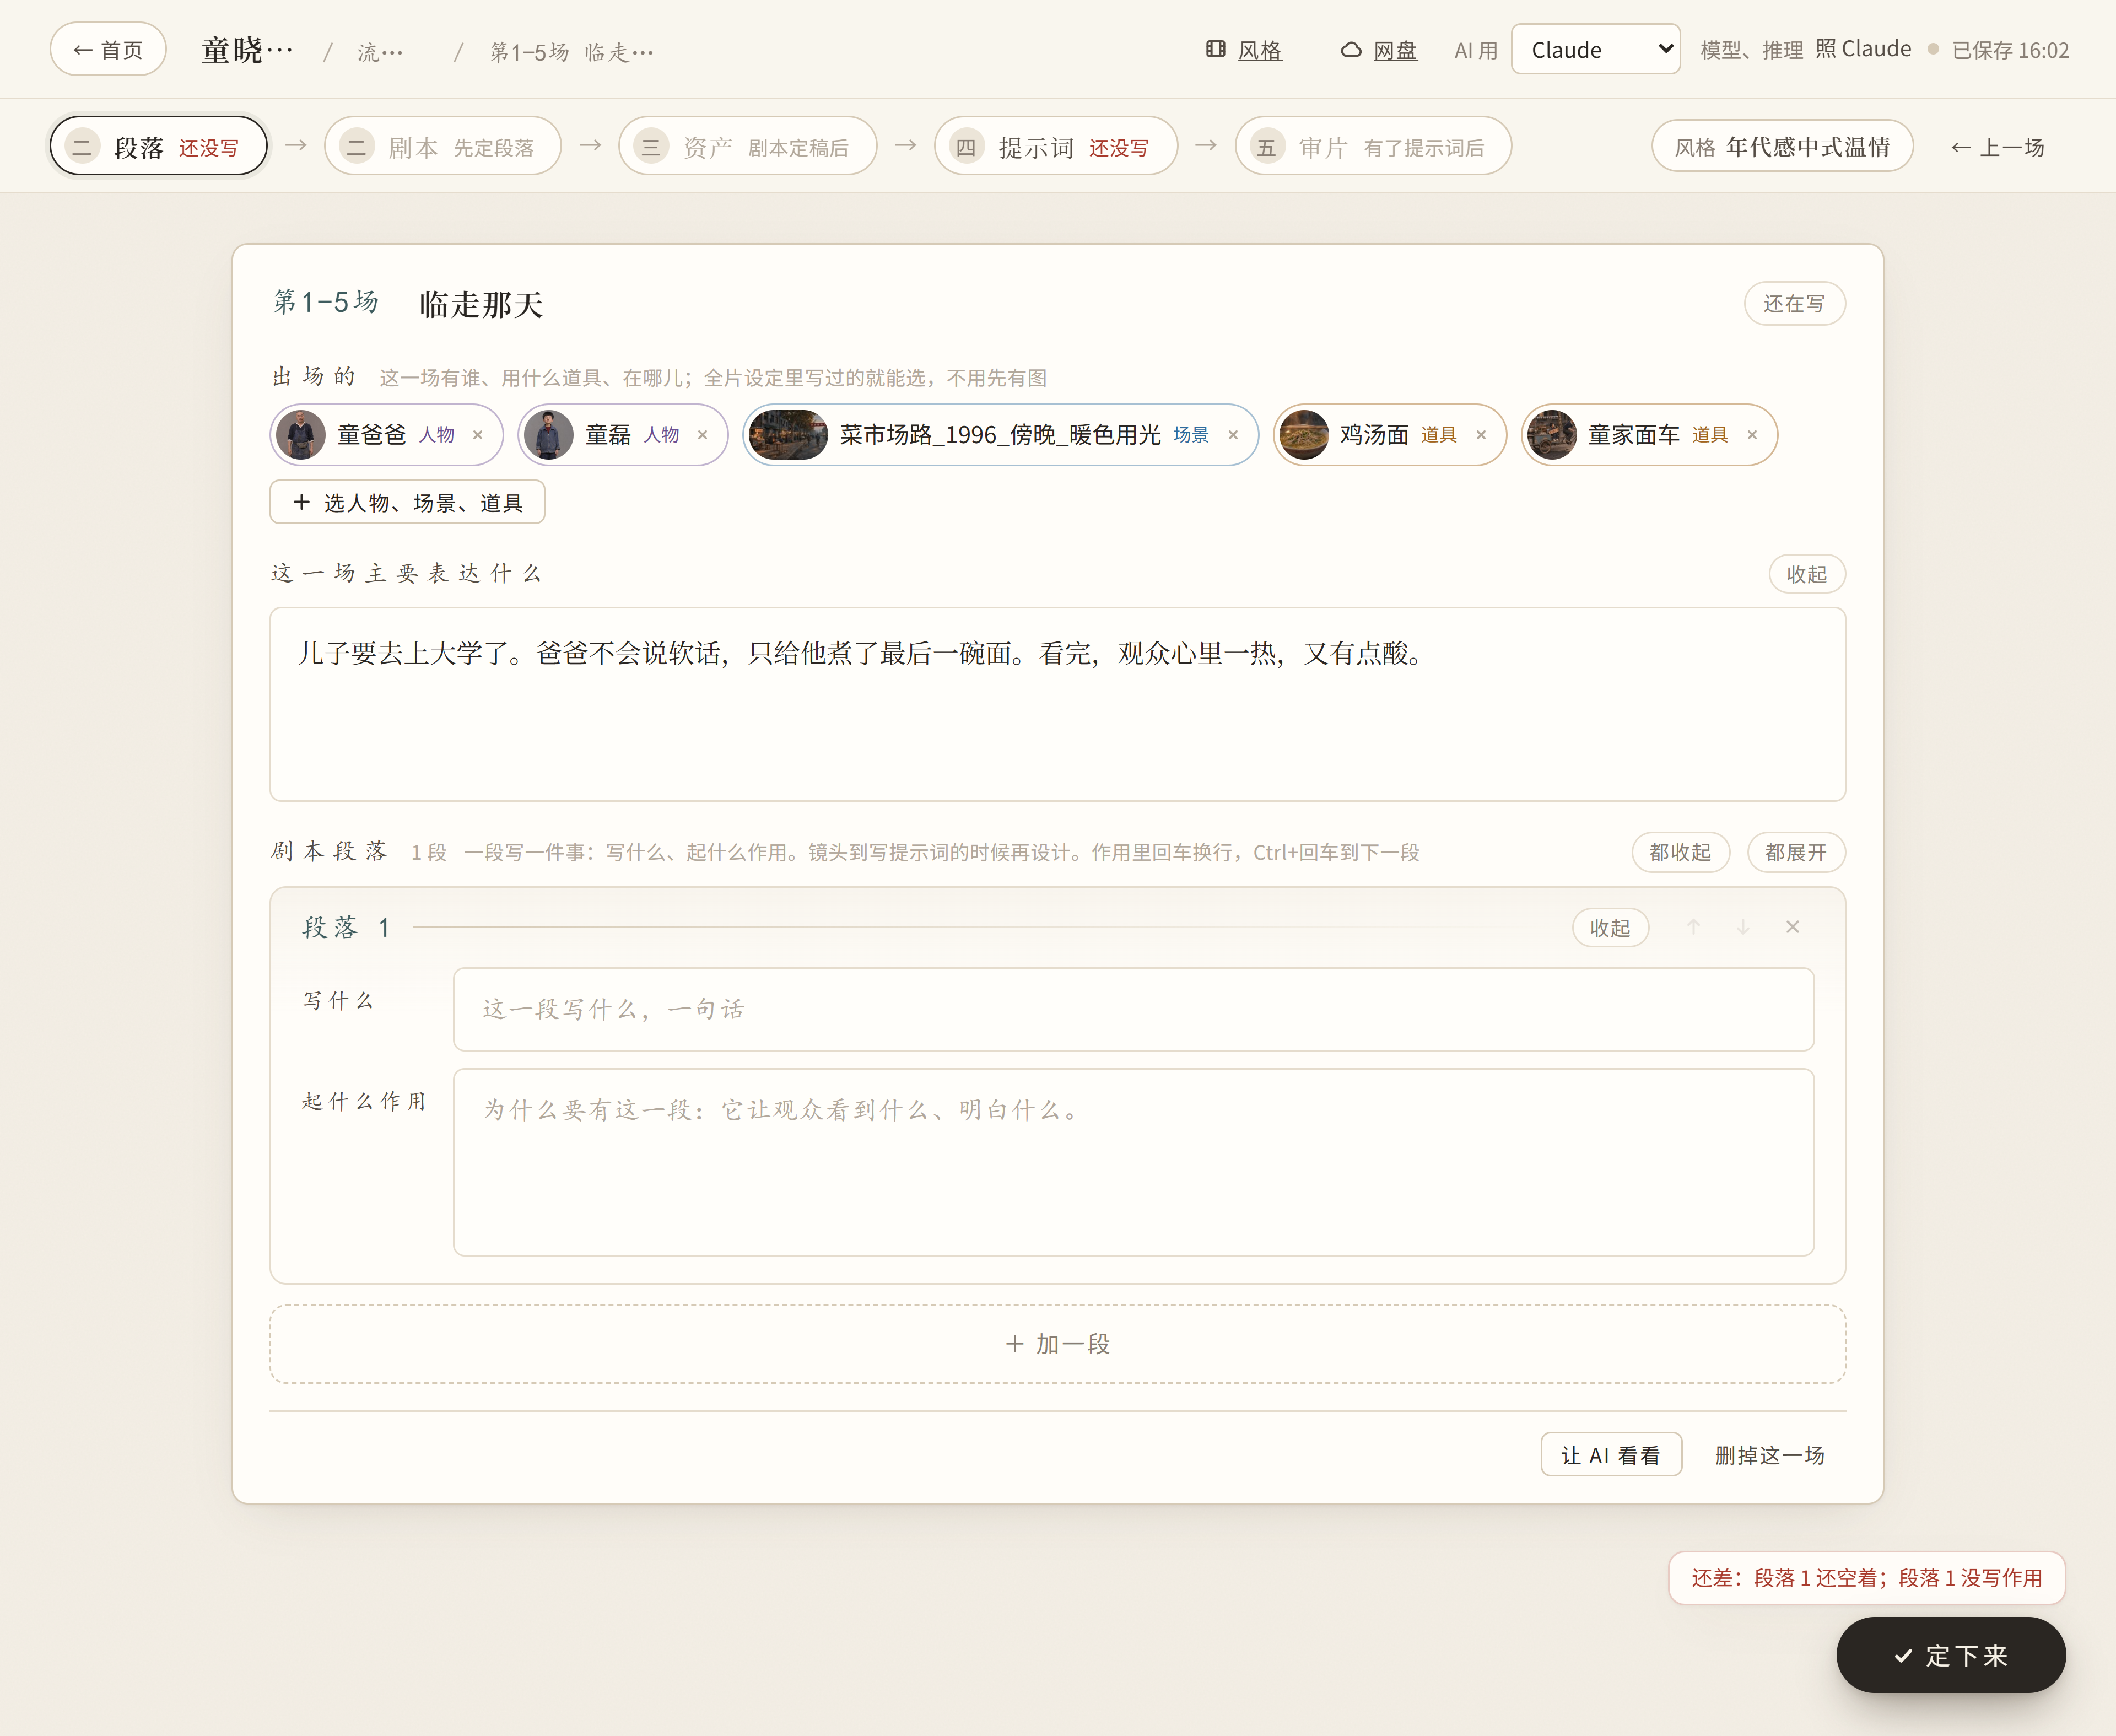 ← 首页 童晓… / 流… / 第1-5场 临走… 风格 网盘 AI 用 Claude 模型、推理 照 Claude 已保存 16:02
二 段落 还没写 → 二 剧本 先定段落 → 三 资产 剧本定稿后 → 四 提示词 还没写 → 五 审片 有了提示词后 风格 年代感中式温情 ← 上一场
第1-5场 临走那天 还在写
出场的 这一场有谁、用什么道具、在哪儿；全片设定里写过的就能选，不用先有图
童爸爸 人物 × 童磊 人物 × 菜市场路_1996_傍晚_暖色用光 场景 × 鸡汤面 道具 × 童家面车 道具 ×
+ 选人物、场景、道具
这一场主要表达什么 收起
儿子要去上大学了。爸爸不会说软话，只给他煮了最后一碗面。看完，观众心里一热，又有点酸。
剧本段落 1 段 一段写一件事：写什么、起什么作用。镜头到写提示词的时候再设计。作用里回车换行，Ctrl+回车到下一段 都收起 都展开
段落 1 收起 ↑ ↓ ×
写什么 这一段写什么，一句话
起什么作用 为什么要有这一段：它让观众看到什么、明白什么。
+ 加一段
让 AI 看看 删掉这一场
还差：段落 1 还空着；段落 1 没写作用
✓ 定下来